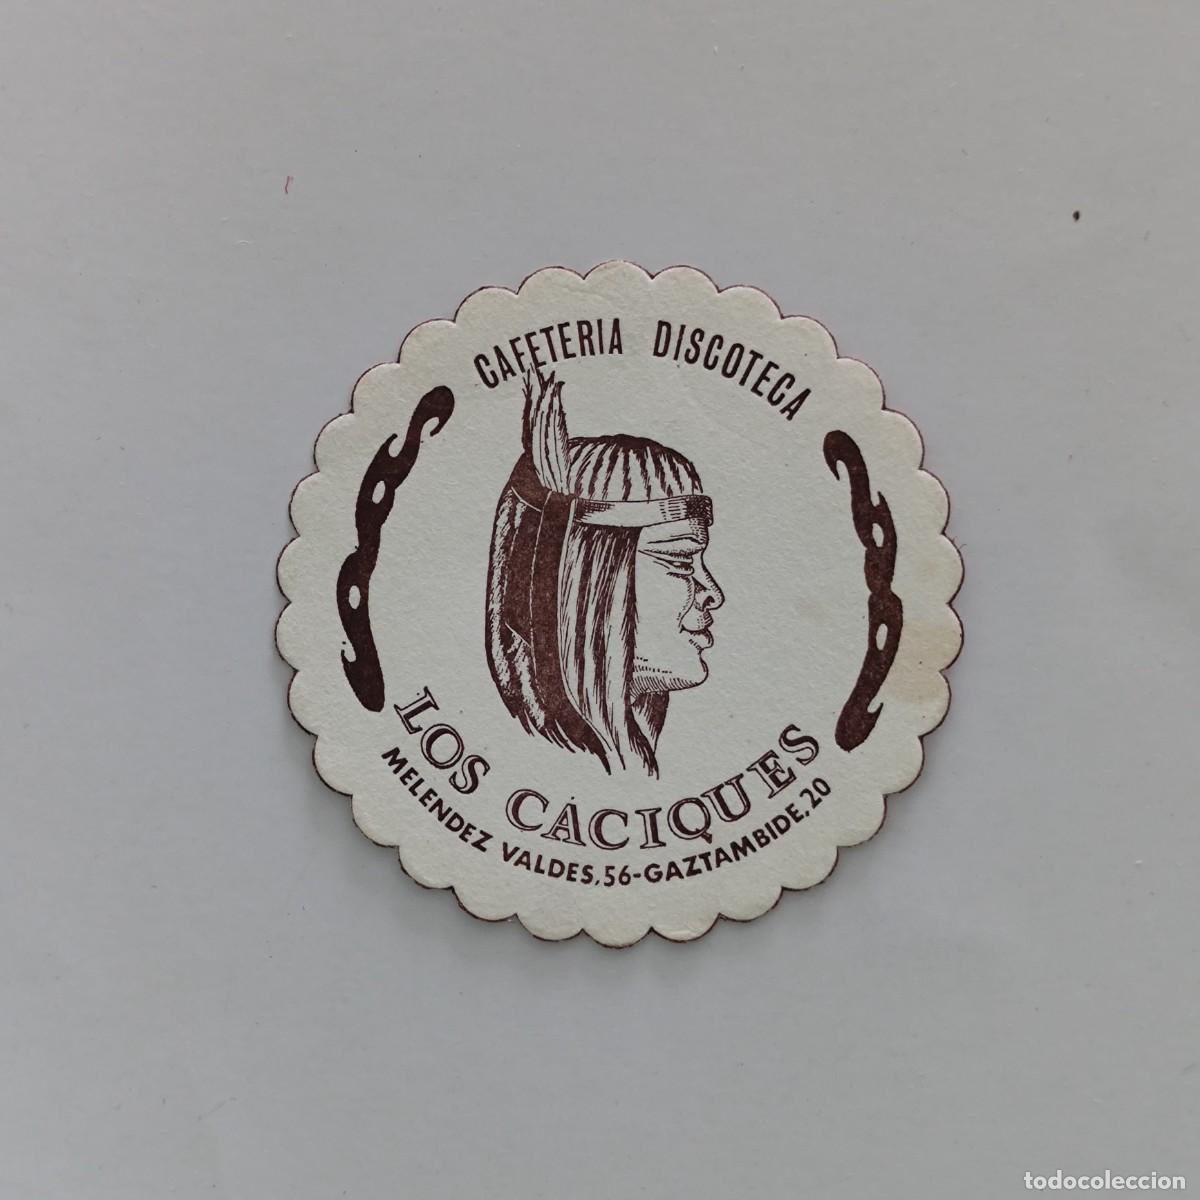 CAFETERIA DISCOTECA
LOS CACIQUES
MELENDEZ VALDES,56-GAZTAMBIDE,20
todocoleccion